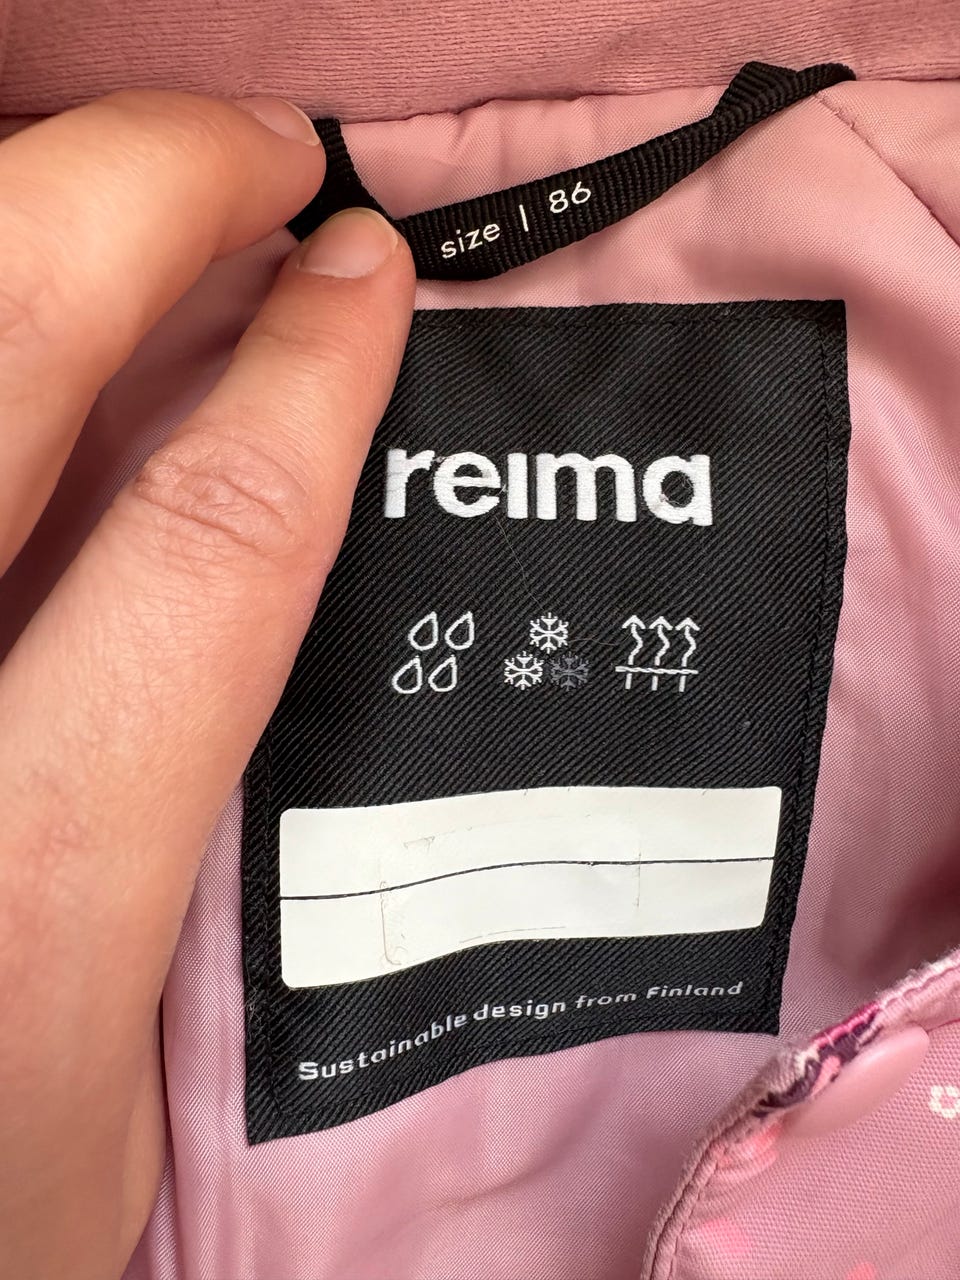 size | 86
reima
Sustainable design from Finland